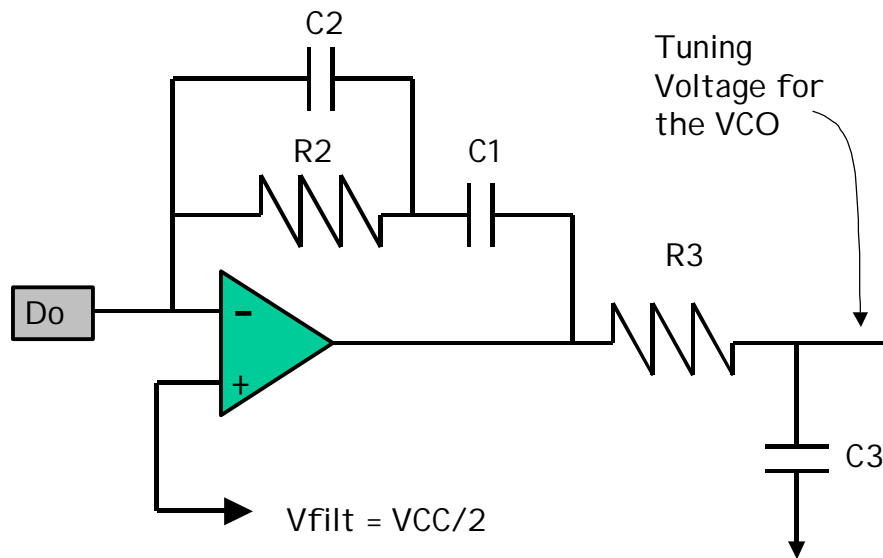 C2
Tuning
Voltage for
the VCO
R2
C1
R3
Do
-
+
C3
Vfilt = VCC/2